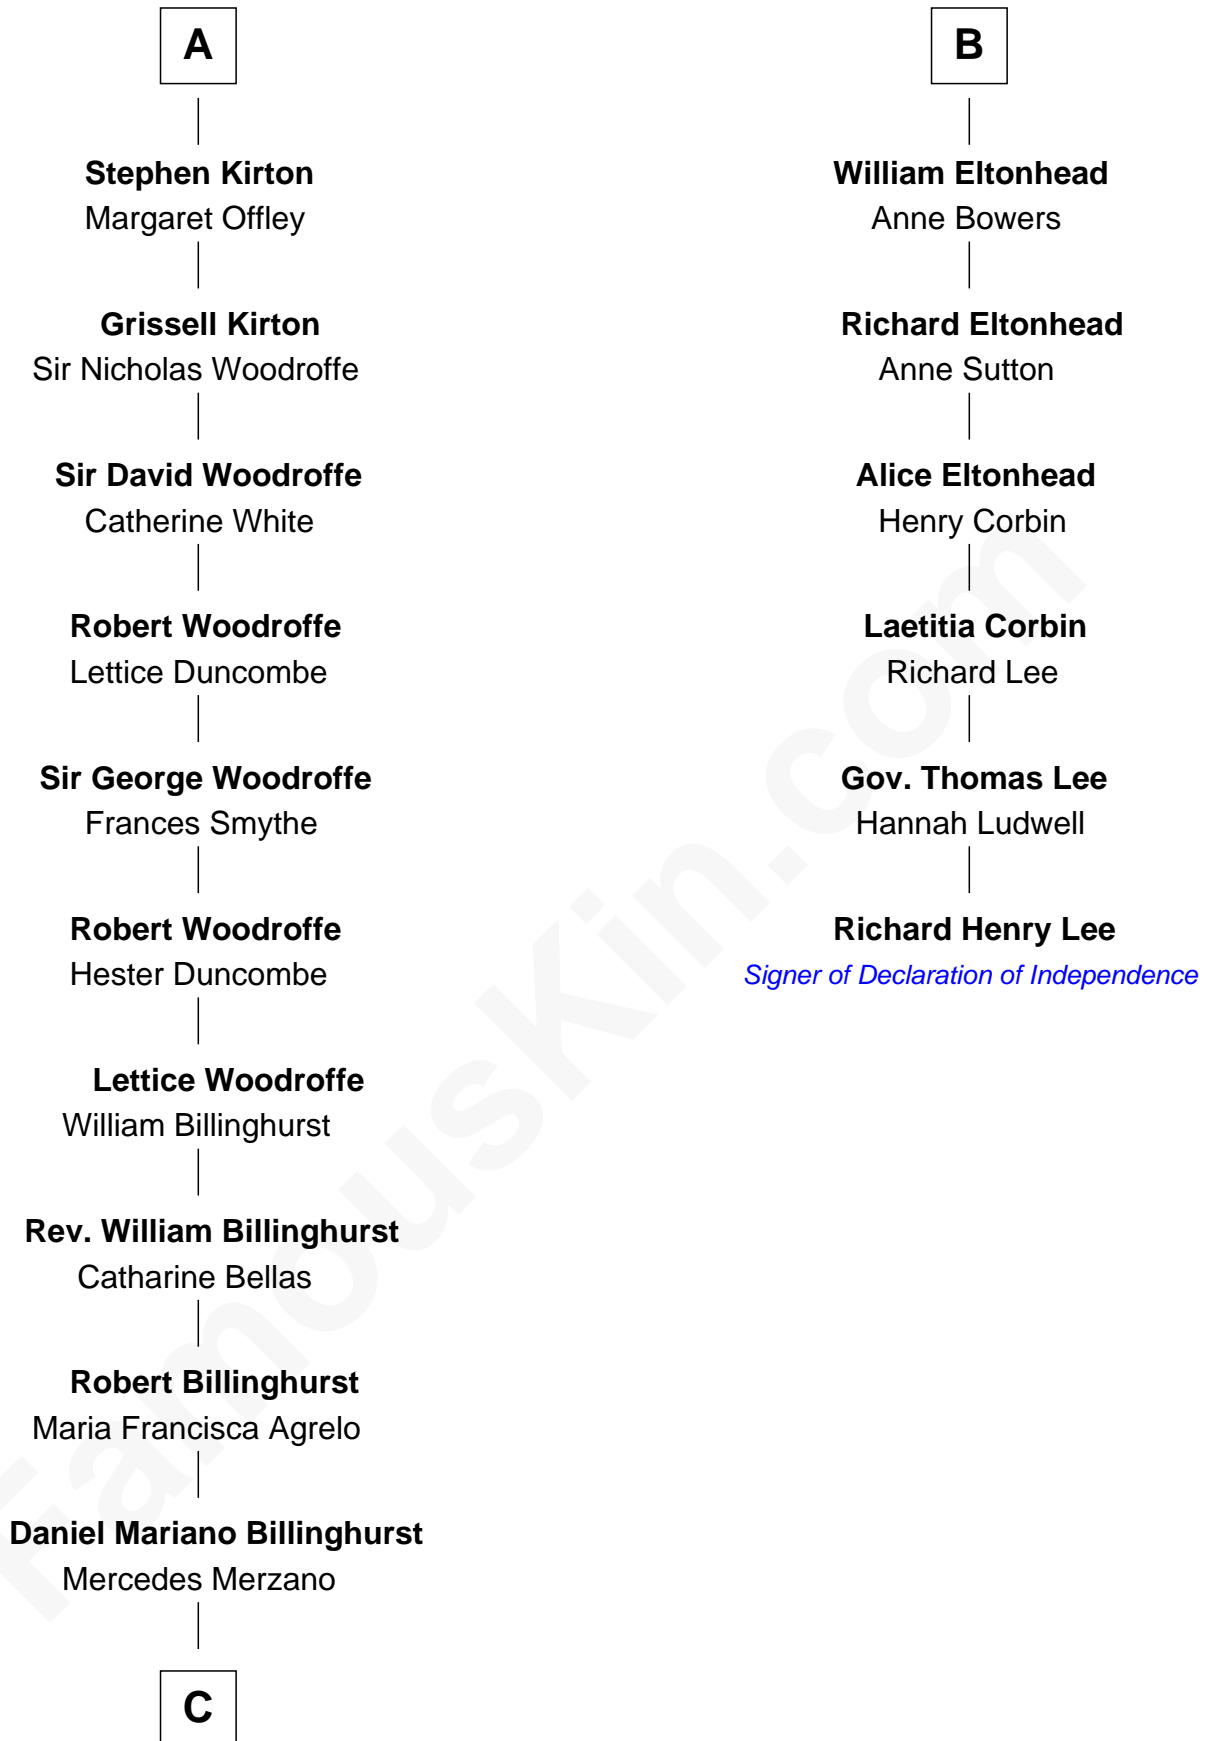 A
Stephen Kirton
Margaret Offley
Grissell Kirton
Sir Nicholas Woodroffe
Sir David Woodroffe
Catherine White
Robert Woodroffe
Lettice Duncombe
Sir George Woodroffe
Frances Smythe
Robert Woodroffe
Hester Duncombe
Lettice Woodroffe
William Billinghurst
Rev. William Billinghurst
Catharine Bellas
Robert Billinghurst
Maria Francisca Agrelo
Daniel Mariano Billinghurst
Mercedes Merzano
C
B
William Eltonhead
Anne Bowers
Richard Eltonhead
Anne Sutton
Alice Eltonhead
Henry Corbin
Laetitia Corbin
Richard Lee
Gov. Thomas Lee
Hannah Ludwell
Richard Henry Lee
Signer of Declaration of Independence
FamousKin.com